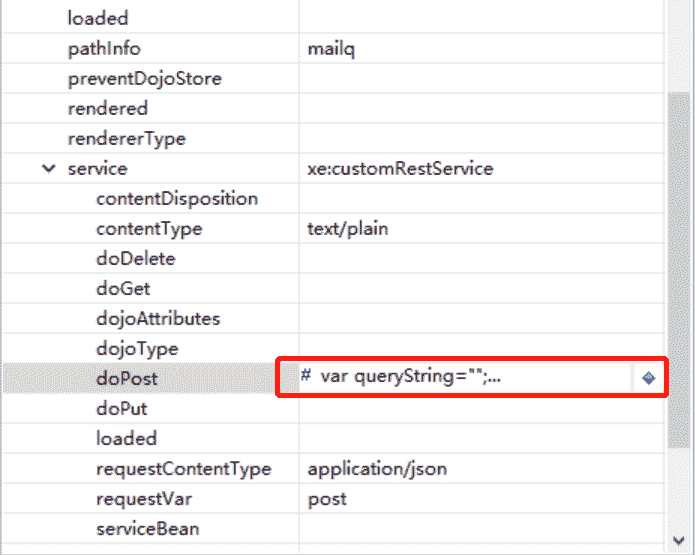 loaded
pathInfo mailq
preventDojoStore
rendered
rendererType
service xe:customRestService
contentDisposition
contentType text/plain
doDelete
doGet
dojoAttributes
dojoType
doPost # var queryString="";...
doPut
loaded
requestContentType application/json
requestVar post
serviceBean